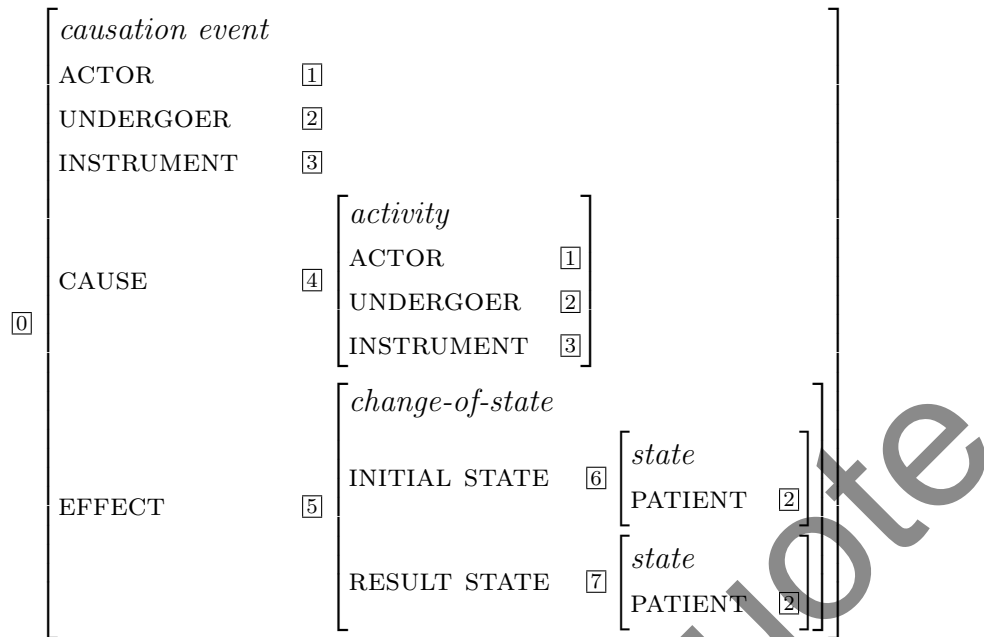 causation event
ACTOR 1
UNDERGOER 2
INSTRUMENT 3
activity
ACTOR 1
CAUSE 4
UNDERGOER 2
INSTRUMENT 3
0
change-of-state
INITIAL STATE 6
state
PATIENT 2
EFFECT 5
RESULT STATE 7
state
PATIENT 2